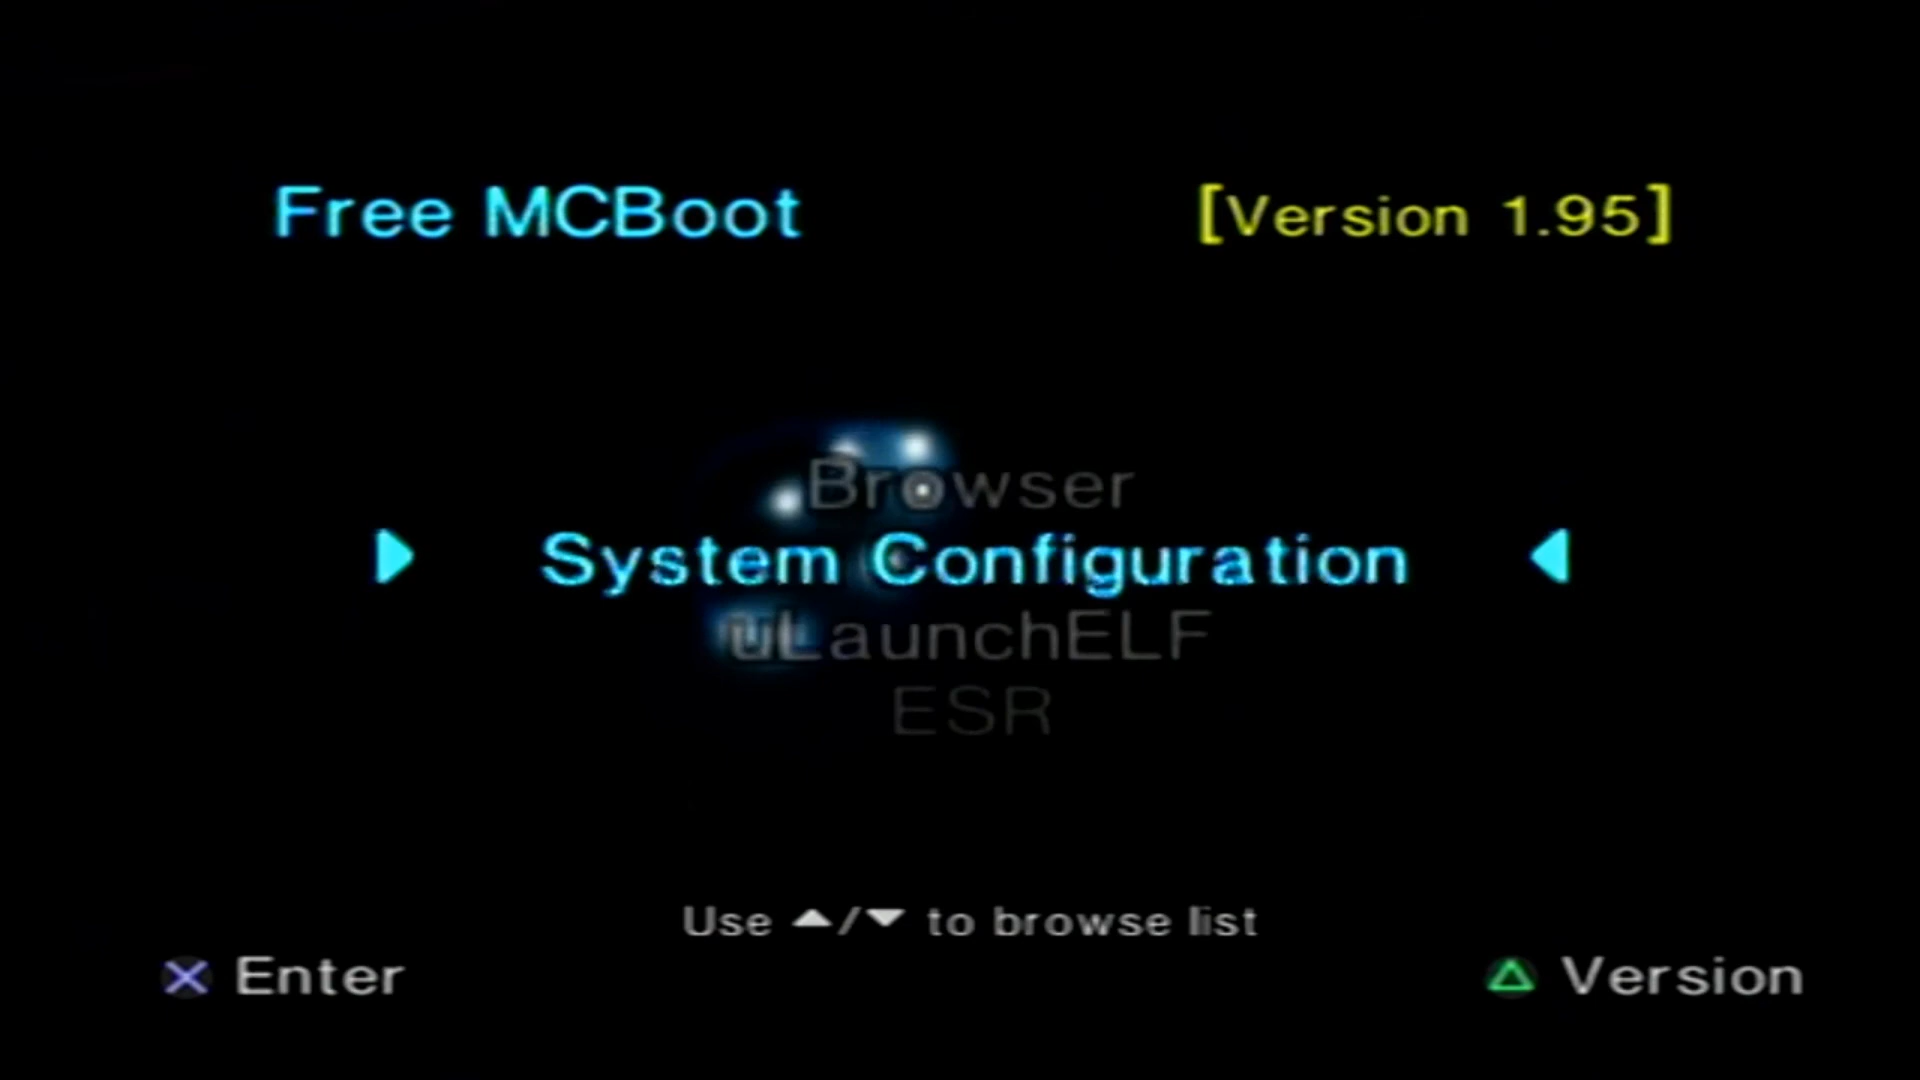 Free MCBoot [Version 1.95]
Browser
System Configuration
uLaunchELF
ESR
Use ▲/▼ to browse list
Enter Version